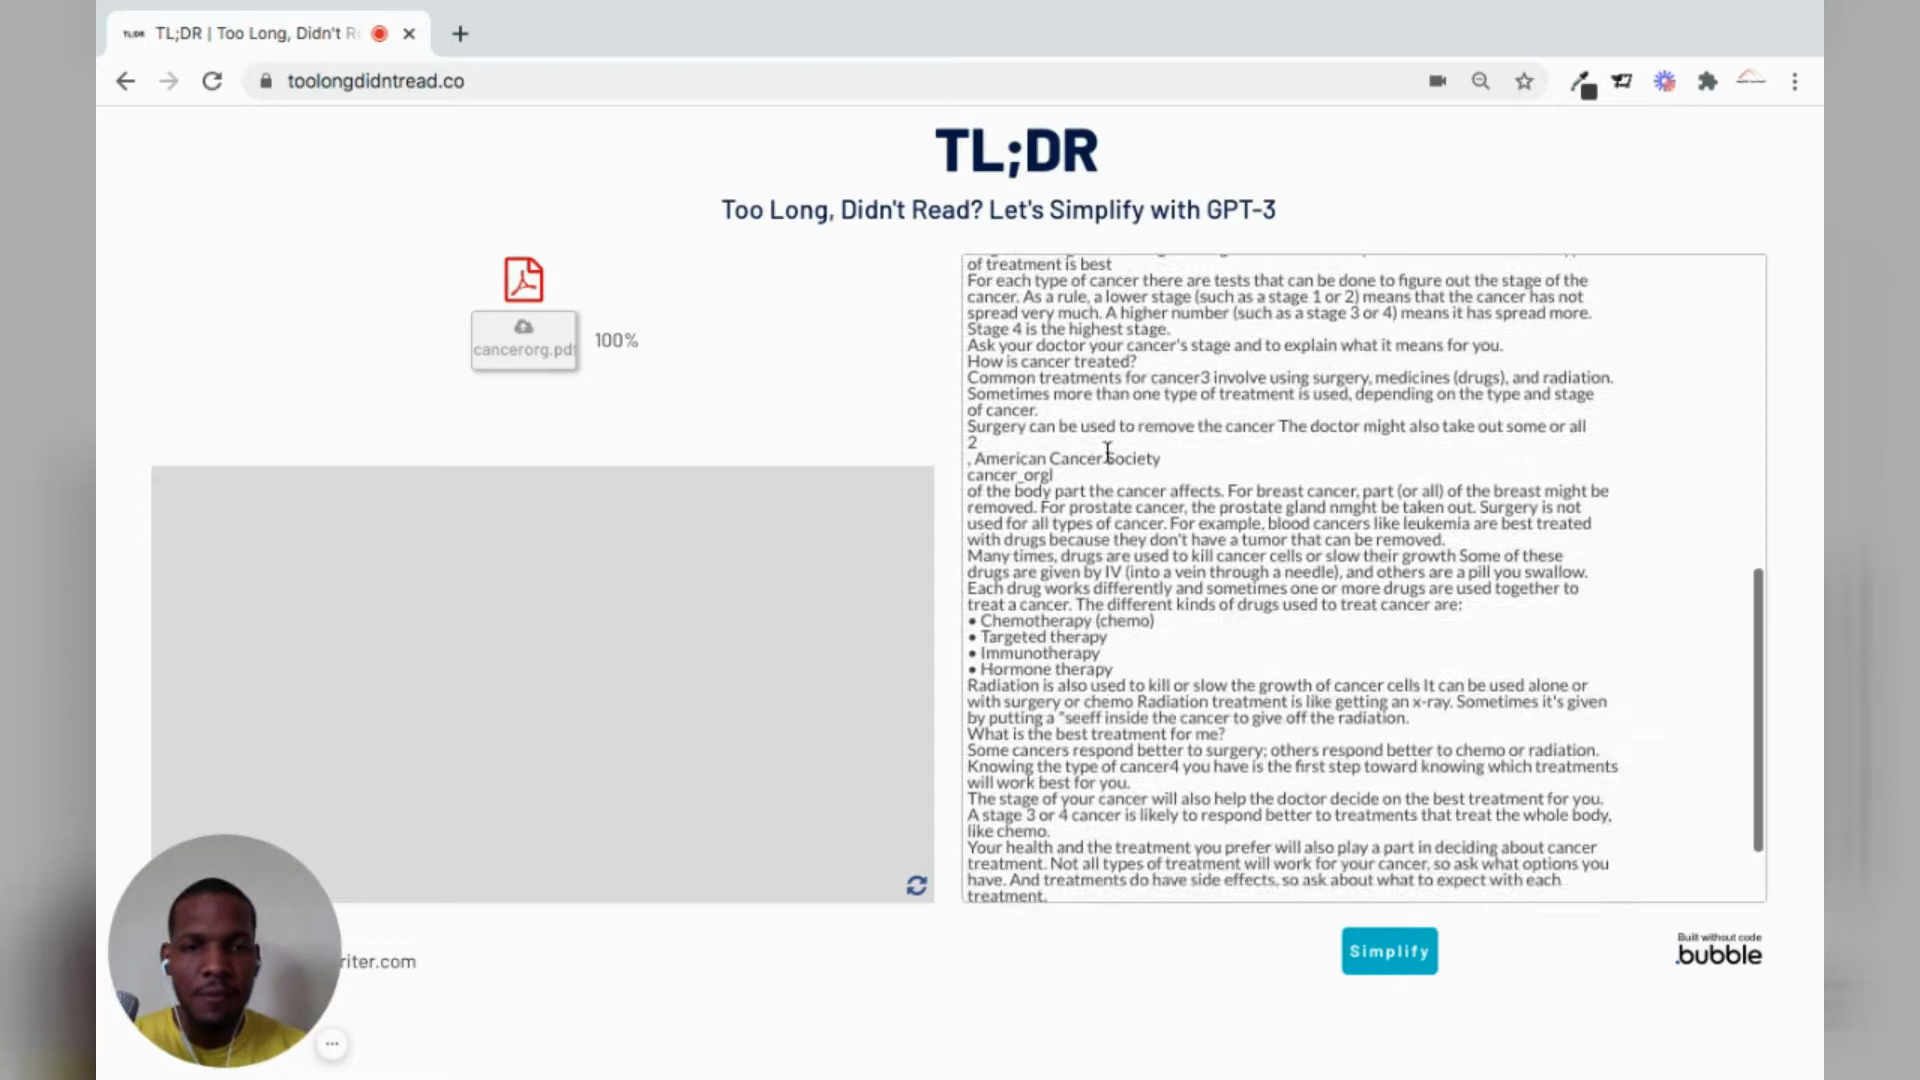 TL;DR TL;DR | Too Long, Didn't R
toolongdidntread.co
TL;DR
Too Long, Didn't Read? Let's Simplify with GPT-3
cancerorg.pdf
100%
of treatment is best
For each type of cancer there are tests that can be done to figure out the stage of the
cancer. As a rule, a lower stage (such as a stage 1 or 2) means that the cancer has not
spread very much. A higher number (such as a stage 3 or 4) means it has spread more.
Stage 4 is the highest stage.
Ask your doctor your cancer's stage and to explain what it means for you.
How is cancer treated?
Common treatments for cancer3 involve using surgery, medicines (drugs), and radiation.
Sometimes more than one type of treatment is used, depending on the type and stage
of cancer.
Surgery can be used to remove the cancer The doctor might also take out some or all
2
, American Cancer Society
cancer_orgl
of the body part the cancer affects. For breast cancer, part (or all) of the breast might be
removed. For prostate cancer, the prostate gland nmght be taken out. Surgery is not
used for all types of cancer. For example, blood cancers like leukemia are best treated
with drugs because they don't have a tumor that can be removed.
Many times, drugs are used to kill cancer cells or slow their growth Some of these
drugs are given by IV (into a vein through a needle), and others are a pill you swallow.
Each drug works differently and sometimes one or more drugs are used together to
treat a cancer. The different kinds of drugs used to treat cancer are:
• Chemotherapy (chemo)
• Targeted therapy
• Immunotherapy
• Hormone therapy
Radiation is also used to kill or slow the growth of cancer cells It can be used alone or
with surgery or chemo Radiation treatment is like getting an x-ray. Sometimes it's given
by putting a "seeff inside the cancer to give off the radiation.
What is the best treatment for me?
Some cancers respond better to surgery; others respond better to chemo or radiation.
Knowing the type of cancer4 you have is the first step toward knowing which treatments
will work best for you.
The stage of your cancer will also help the doctor decide on the best treatment for you.
A stage 3 or 4 cancer is likely to respond better to treatments that treat the whole body,
like chemo.
Your health and the treatment you prefer will also play a part in deciding about cancer
treatment. Not all types of treatment will work for your cancer, so ask what options you
have. And treatments do have side effects, so ask about what to expect with each
treatment.
Simplify
riter.com
Built without code
.bubble